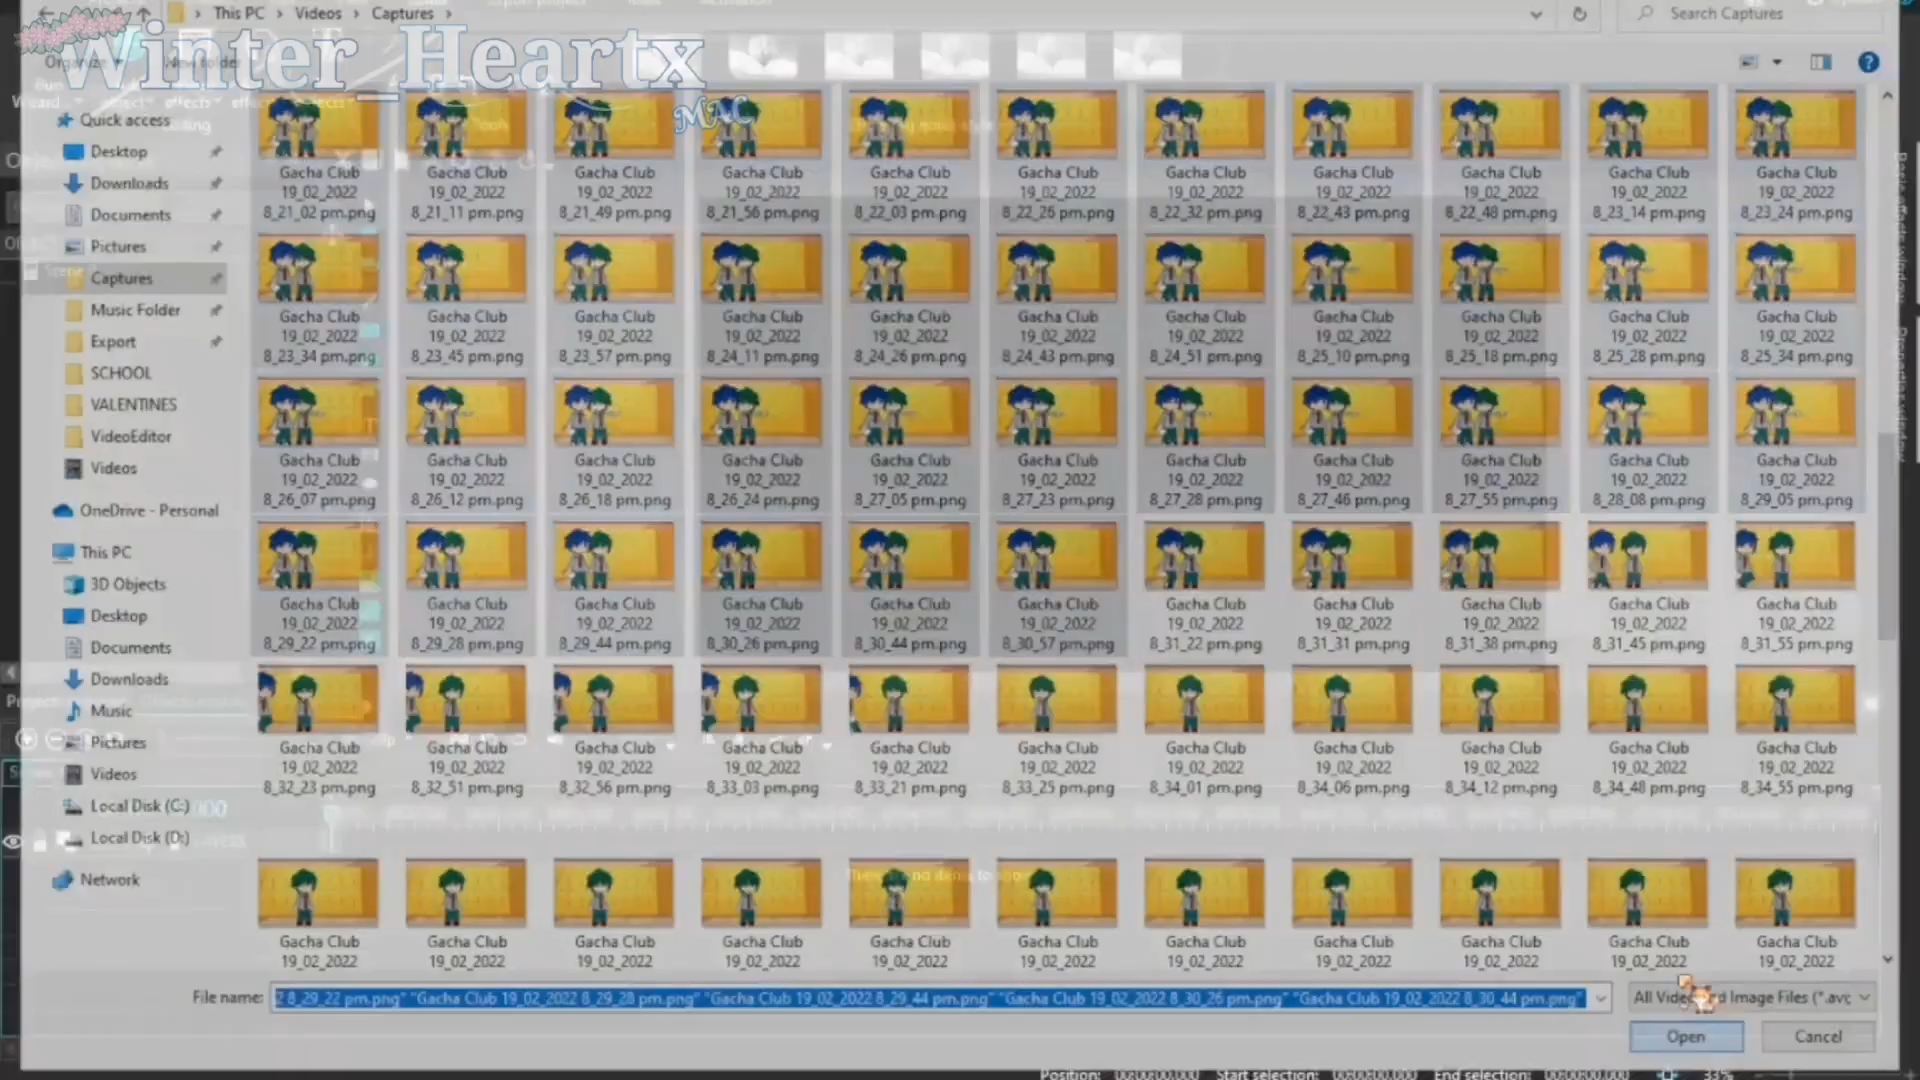 This PC > Videos > Captures >
Search Captures
Winter_Heartx
MAC
Organize
New folder
Quick access
Desktop
Downloads
Documents
Pictures
Captures
Music Folder
Export
SCHOOL
VALENTINES
VideoEditor
Videos
OneDrive - Personal
This PC
3D Objects
Desktop
Documents
Downloads
Music
Pictures
Videos
Local Disk (C:)
Local Disk (D:)
Network
Gacha Club 19_02_2022 8_21_02 pm.png
Gacha Club 19_02_2022 8_21_11 pm.png
Gacha Club 19_02_2022 8_21_49 pm.png
Gacha Club 19_02_2022 8_21_56 pm.png
Gacha Club 19_02_2022 8_22_03 pm.png
Gacha Club 19_02_2022 8_22_26 pm.png
Gacha Club 19_02_2022 8_22_32 pm.png
Gacha Club 19_02_2022 8_22_43 pm.png
Gacha Club 19_02_2022 8_22_48 pm.png
Gacha Club 19_02_2022 8_23_14 pm.png
Gacha Club 19_02_2022 8_23_24 pm.png
Gacha Club 19_02_2022 8_23_34 pm.png
Gacha Club 19_02_2022 8_23_45 pm.png
Gacha Club 19_02_2022 8_23_57 pm.png
Gacha Club 19_02_2022 8_24_11 pm.png
Gacha Club 19_02_2022 8_24_26 pm.png
Gacha Club 19_02_2022 8_24_43 pm.png
Gacha Club 19_02_2022 8_24_51 pm.png
Gacha Club 19_02_2022 8_25_10 pm.png
Gacha Club 19_02_2022 8_25_18 pm.png
Gacha Club 19_02_2022 8_25_28 pm.png
Gacha Club 19_02_2022 8_25_34 pm.png
Gacha Club 19_02_2022 8_26_07 pm.png
Gacha Club 19_02_2022 8_26_12 pm.png
Gacha Club 19_02_2022 8_26_18 pm.png
Gacha Club 19_02_2022 8_26_24 pm.png
Gacha Club 19_02_2022 8_27_05 pm.png
Gacha Club 19_02_2022 8_27_23 pm.png
Gacha Club 19_02_2022 8_27_28 pm.png
Gacha Club 19_02_2022 8_27_46 pm.png
Gacha Club 19_02_2022 8_27_55 pm.png
Gacha Club 19_02_2022 8_28_08 pm.png
Gacha Club 19_02_2022 8_29_05 pm.png
Gacha Club 19_02_2022 8_29_22 pm.png
Gacha Club 19_02_2022 8_29_28 pm.png
Gacha Club 19_02_2022 8_29_44 pm.png
Gacha Club 19_02_2022 8_30_26 pm.png
Gacha Club 19_02_2022 8_30_44 pm.png
Gacha Club 19_02_2022 8_30_57 pm.png
Gacha Club 19_02_2022 8_31_22 pm.png
Gacha Club 19_02_2022 8_31_31 pm.png
Gacha Club 19_02_2022 8_31_38 pm.png
Gacha Club 19_02_2022 8_31_45 pm.png
Gacha Club 19_02_2022 8_31_55 pm.png
Gacha Club 19_02_2022 8_32_23 pm.png
Gacha Club 19_02_2022 8_32_51 pm.png
Gacha Club 19_02_2022 8_32_56 pm.png
Gacha Club 19_02_2022 8_33_03 pm.png
Gacha Club 19_02_2022 8_33_21 pm.png
Gacha Club 19_02_2022 8_33_25 pm.png
Gacha Club 19_02_2022 8_34_01 pm.png
Gacha Club 19_02_2022 8_34_06 pm.png
Gacha Club 19_02_2022 8_34_12 pm.png
Gacha Club 19_02_2022 8_34_48 pm.png
Gacha Club 19_02_2022 8_34_55 pm.png
Gacha Club 19_02_2022
Gacha Club 19_02_2022
Gacha Club 19_02_2022
Gacha Club 19_02_2022
Gacha Club 19_02_2022
Gacha Club 19_02_2022
Gacha Club 19_02_2022
Gacha Club 19_02_2022
Gacha Club 19_02_2022
Gacha Club 19_02_2022
Gacha Club 19_02_2022
File name: 2 8_29_22 pm.png" "Gacha Club 19_02_2022 8_29_28 pm.png" "Gacha Club 19_02_2022 8_29_44 pm.png" "Gacha Club 19_02_2022 8_30_26 pm.png" "Gacha Club 19_02_2022 8_30_44 pm.png"
Image Files (*.avc
Open
Cancel
Position: 00:00:00.000 Start selection: 00:00:00.000 End selection: 00:00:00.000 33%